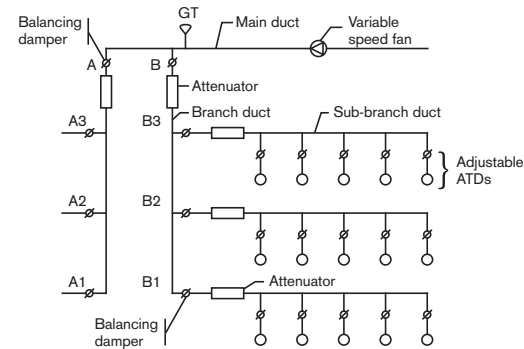 Balancing
damper
GT
Main duct
Variable
speed fan
A
B
Attenuator
Branch duct
Sub-branch duct
A3
B3
Adjustable
ATDs
A2
B2
A1
B1
Attenuator
Balancing
damper